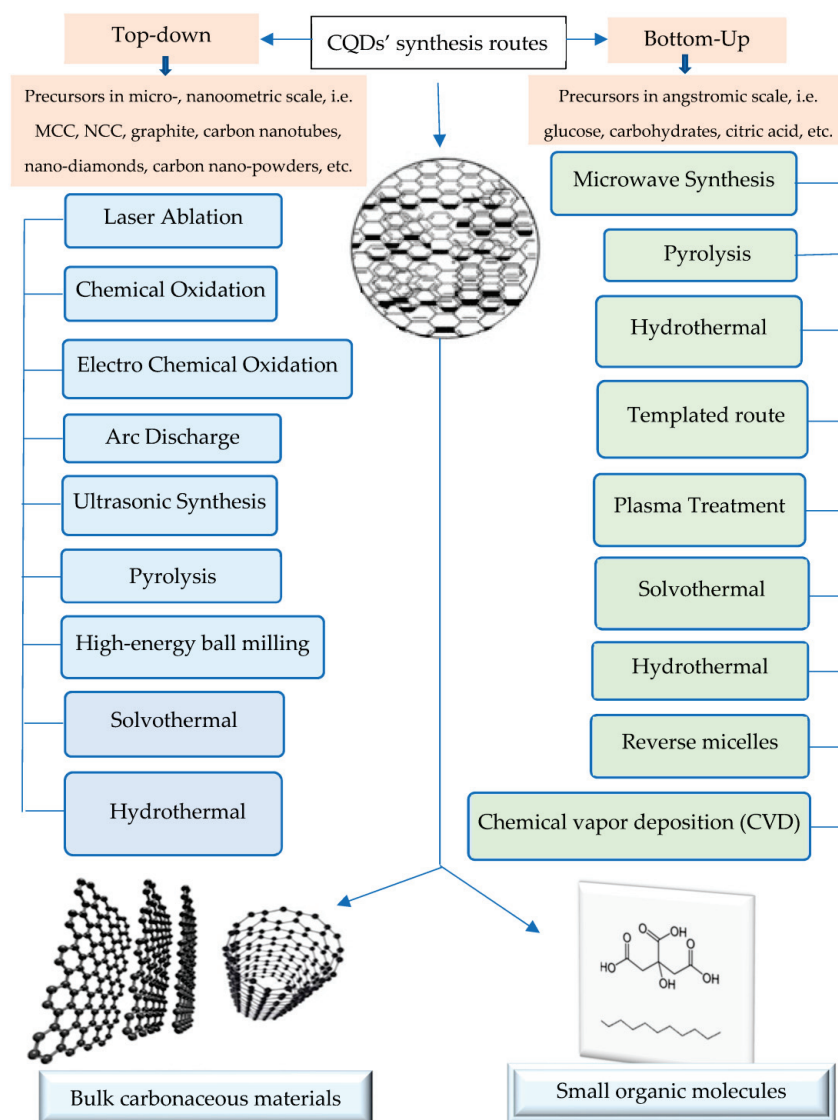 CQDs' synthesis routes
Top-down
Precursors in micro-, nanoometric scale, i.e.
MCC, NCC, graphite, carbon nanotubes,
nano-diamonds, carbon nano-powders, etc.
Laser Ablation
Chemical Oxidation
Electro Chemical Oxidation
Arc Discharge
Ultrasonic Synthesis
Pyrolysis
High-energy ball milling
Solvothermal
Hydrothermal
Bottom-Up
Precursors in angstromic scale, i.e.
glucose, carbohydrates, citric acid, etc.
Microwave Synthesis
Pyrolysis
Hydrothermal
Templated route
Plasma Treatment
Solvothermal
Hydrothermal
Reverse micelles
Chemical vapor deposition (CVD)
O
OH
O
O
HO
OH
OH
Bulk carbonaceous materials
Small organic molecules